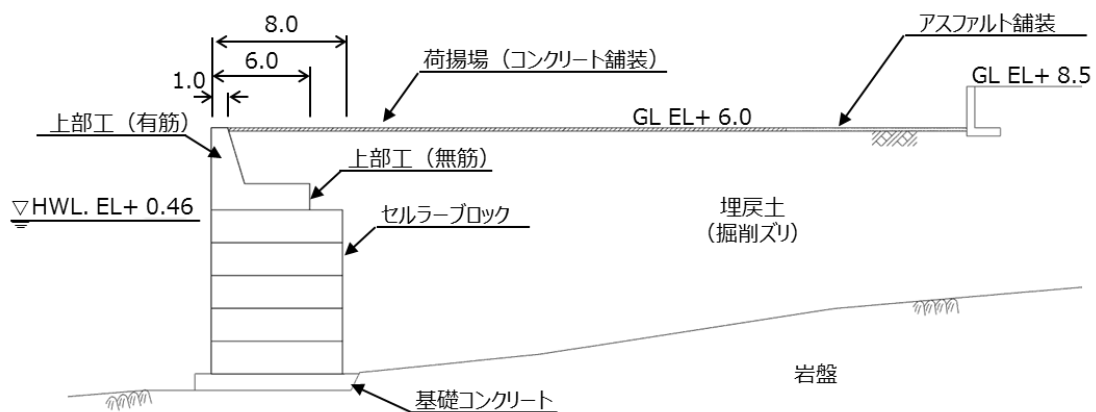 8.0
6.0
1.0
アスファルト舗装
荷揚場（コンクリート舗装）
GL EL+ 8.5
GL EL+ 6.0
上部工（有筋）
上部工（無筋）
▽HWL. EL+ 0.46
セルラーブロック
埋戻土
（掘削ズリ）
岩盤
基礎コンクリート